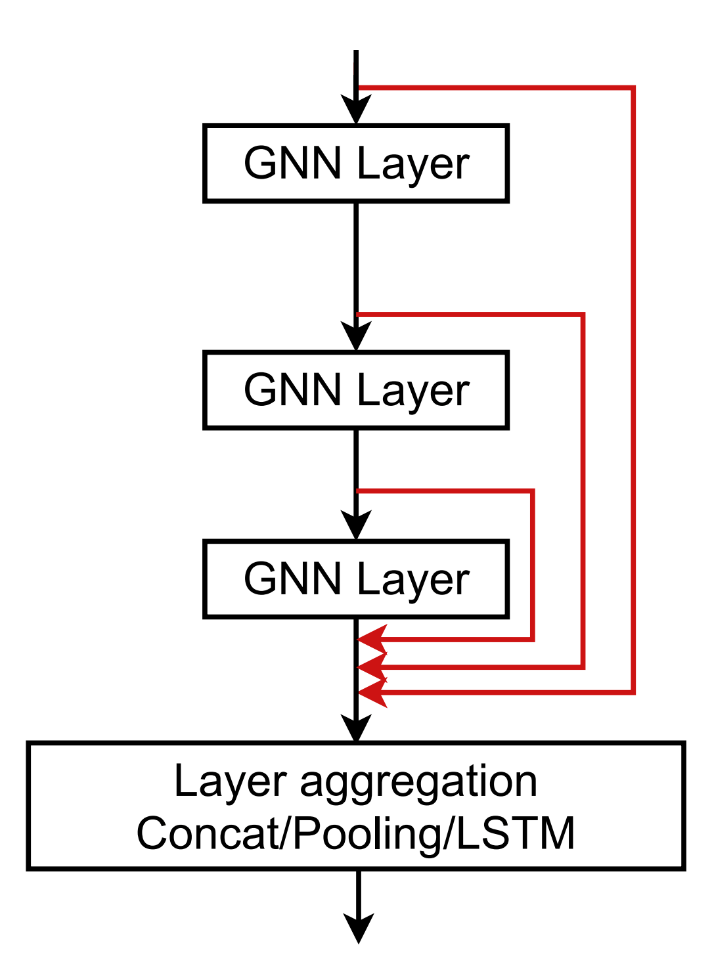 GNN Layer
GNN Layer
GNN Layer
Layer aggregation
Concat/Pooling/LSTM